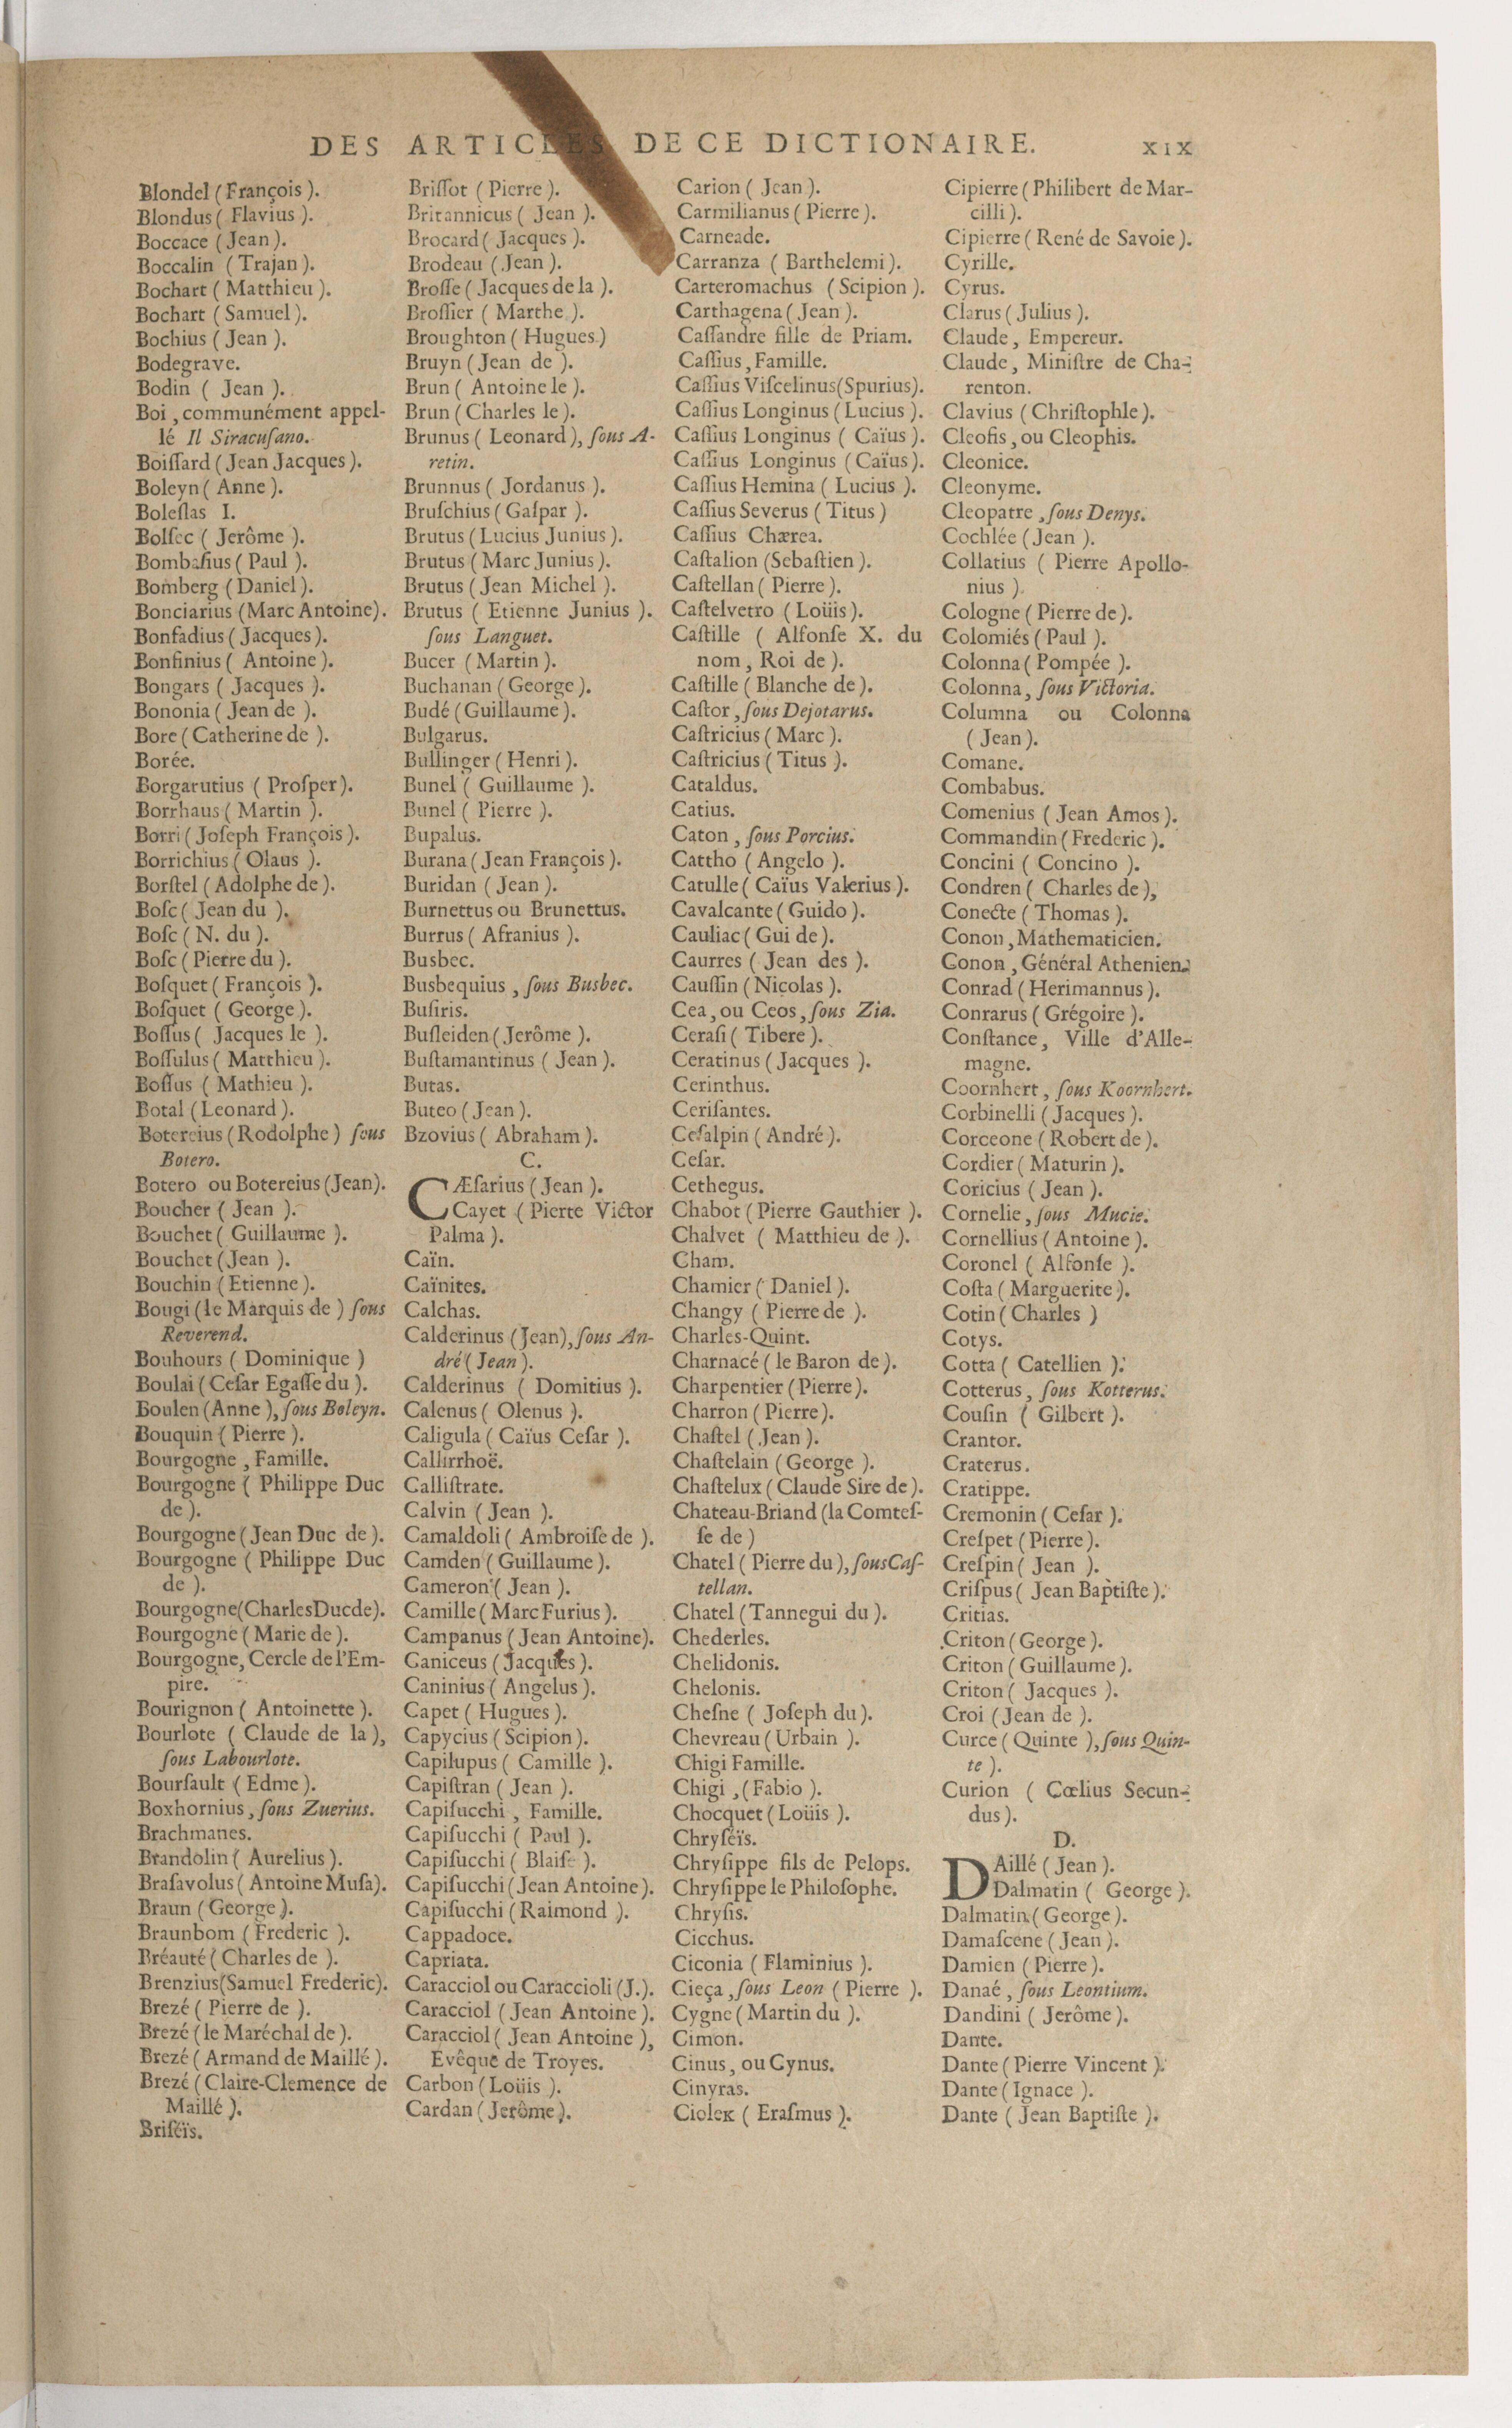 DES ARTICLES DE CE DICTIONAIRE. XIX
Blondel (François).
Blondus (Flavius).
Boccace (Jean).
Boccalin (Trajan).
Bochart (Matthieu).
Bochart (Samuel).
Bochius (Jean).
Bodegrave.
Bodin (Jean).
Boi, communément appel-
lé Il Siracuſano.
Boiſſard (Jean Jacques).
Boleyn (Anne).
Boleſlas I.
Bolſec (Jerôme).
Bombaſius (Paul).
Bomberg (Daniel).
Bonciarius (Marc Antoine).
Bonfadius (Jacques).
Bonfinius (Antoine).
Bongars (Jacques).
Bononia (Jean de).
Bore (Catherine de).
Borée.
Borgarutius (Proſper).
Borrhaus (Martin).
Borri (Joſeph François).
Borrichius (Olaus).
Borſtel (Adolphe de).
Boſc (Jean du).
Boſc (N. du).
Boſc (Pierre du).
Boſquet (François).
Boſquet (George).
Boſſus (Jacques le).
Boſſulus (Matthieu).
Boſſus (Mathieu).
Botal (Leonard).
Botereius (Rodolphe) ſous
Botero.
Botero ou Botereius (Jean).
Boucher (Jean).
Bouchet (Guillaume).
Bouchet (Jean).
Bouchin (Etienne).
Bougi (le Marquis de) ſous
Reverend.
Bouhours (Dominique)
Boulai (Ceſar Egaſſe du).
Boulen (Anne), ſous Boleyn.
Bouquin (Pierre).
Bourgogne, Famille.
Bourgogne (Philippe Duc
de).
Bourgogne (Jean Duc de).
Bourgogne (Philippe Duc
de).
Bourgogne (Charles Duc de).
Bourgogne (Marie de).
Bourgogne, Cercle de l'Em-
pire.
Bourignon (Antoinette).
Bourlote (Claude de la),
ſous Labourlote.
Bourſault (Edme).
Boxhornius, ſous Zuerius.
Brachmanes.
Brandolin (Aurelius).
Braſavolus (Antoine Muſa).
Braun (George).
Braunbom (Frederic).
Bréauté (Charles de).
Brenzius (Samuel Frederic).
Brezé (Pierre de).
Brezé (le Maréchal de).
Brezé (Armand de Maillé).
Brezé (Claire-Clemence de
Maillé).
Briſéïs.
Briſſot (Pierre).
Britannicus (Jean).
Brocard (Jacques).
Brodeau (Jean).
Broſſe (Jacques de la).
Broſſier (Marthe).
Broughton (Hugues)
Bruyn (Jean de).
Brun (Antoine le).
Brun (Charles le).
Brunus (Leonard), ſous A-
retin.
Brunnus (Jordanus).
Bruſchius (Gaſpar).
Brutus (Lucius Junius).
Brutus (Marc Junius).
Brutus (Jean Michel).
Brutus (Etienne Junius).
ſous Languet.
Bucer (Martin).
Buchanan (George).
Budé (Guillaume).
Bulgarus.
Bullinger (Henri).
Bunel (Guillaume).
Bunel (Pierre).
Bupalus.
Burana (Jean François).
Buridan (Jean).
Burnettus ou Brunettus.
Burrus (Afranius).
Busbec.
Busbequius, ſous Busbec.
Buſiris.
Buſleiden (Jerôme).
Buſtamantinus (Jean).
Butas.
Buteo (Jean).
Bzovius (Abraham).
C.
CÆſarius (Jean).
Cayet (Pierre Victor
Palma).
Caïn.
Caïnites.
Calchas.
Calderinus (Jean), ſous An-
dré (Jean).
Calderinus (Domitius).
Calenus (Olenus).
Caligula (Caïus Ceſar).
Callirrhoë.
Calliſtrate.
Calvin (Jean).
Camaldoli (Ambroiſe de).
Camden (Guillaume).
Cameron (Jean).
Camille (Marc Furius).
Campanus (Jean Antoine).
Caniceus (Jacques).
Caninius (Angelus).
Capet (Hugues).
Capycius (Scipion).
Capilupus (Camille).
Capiſtran (Jean).
Capiſucchi, Famille.
Capiſucchi (Paul).
Capiſucchi (Blaiſe).
Capiſucchi (Jean Antoine).
Capiſucchi (Raimond).
Cappadoce.
Capriata.
Caracciol ou Caraccioli (J.).
Caracciol (Jean Antoine).
Caracciol (Jean Antoine),
Evêque de Troyes.
Carbon (Loüis).
Cardan (Jerôme).
Carion (Jean).
Carmilianus (Pierre).
Carneade.
Carranza (Barthelemi).
Carteromachus (Scipion).
Carthagena (Jean).
Caſſandre fille de Priam.
Caſſius, Famille.
Caſſius Viſcelinus (Spurius).
Caſſius Longinus (Lucius).
Caſſius Longinus (Caïus).
Caſſius Longinus (Caïus).
Caſſius Hemina (Lucius).
Caſſius Severus (Titus)
Caſſius Chærea.
Caſtalion (Sebaſtien).
Caſtellan (Pierre).
Caſtelvetro (Loüis).
Caſtille (Alfonſe X. du
nom, Roi de).
Caſtille (Blanche de).
Caſtor, ſous Dejotarus.
Caſtricius (Marc).
Caſtricius (Titus).
Cataldus.
Catius.
Caton, ſous Porcius.
Cattho (Angelo).
Catulle (Caïus Valerius).
Cavalcante (Guido).
Cauliac (Gui de).
Caurres (Jean des).
Cauſſin (Nicolas).
Cea, ou Ceos, ſous Zia.
Ceraſi (Tibere).
Ceratinus (Jacques).
Cerinthus.
Ceriſantes.
Ceſalpin (André).
Ceſar.
Cethegus.
Chabot (Pierre Gauthier).
Chalvet (Matthieu de).
Cham.
Chamier (Daniel).
Changy (Pierre de).
Charles-Quint.
Charnacé (le Baron de).
Charpentier (Pierre).
Charron (Pierre).
Chaſtel (Jean).
Chaſtelain (George).
Chaſtelux (Claude Sire de).
Chateau-Briand (la Comteſ-
ſe de)
Chatel (Pierre du), ſous Caſ-
tellan.
Chatel (Tannegui du).
Chederles.
Chelidonis.
Chelonis.
Cheſne (Joſeph du).
Chevreau (Urbain).
Chigi Famille.
Chigi, (Fabio).
Chocquet (Loüis).
Chryſéïs.
Chryſippe fils de Pelops.
Chryſippe le Philoſophe.
Chryſis.
Cicchus.
Ciconia (Flaminius).
Cieça, ſous Leon (Pierre).
Cygne (Martin du).
Cimon.
Cinus, ou Cynus.
Cinyras.
Ciolek (Eraſmus).
Cipierre (Philibert de Mar-
cilli).
Cipierre (René de Savoie).
Cyrille.
Cyrus.
Clarus (Julius).
Claude, Empereur.
Claude, Miniſtre de Cha-
renton.
Clavius (Chriſtophle).
Cleofis, ou Cleophis.
Cleonice.
Cleonyme.
Cleopatre, ſous Denys.
Cochlée (Jean).
Collatius (Pierre Apollo-
nius).
Cologne (Pierre de).
Colomiés (Paul).
Colonna (Pompée).
Colonna, ſous Victoria.
Columna ou Colonna
(Jean).
Comane.
Combabus.
Comenius (Jean Amos).
Commandin (Frederic).
Concini (Concino).
Condren (Charles de),
Conecte (Thomas).
Conon, Mathematicien.
Conon, Général Athenien.
Conrad (Herimannus).
Conrarus (Grégoire).
Conſtance, Ville d'Alle-
magne.
Coornhert, ſous Koornhert.
Corbinelli (Jacques).
Corceone (Robert de).
Cordier (Maturin).
Coricius (Jean).
Cornelie, ſous Mucie.
Cornellius (Antoine).
Coronel (Alfonſe).
Coſta (Marguerite).
Cotin (Charles)
Cotys.
Cotta (Catellien).
Cotterus, ſous Kotterus.
Couſin (Gilbert).
Crantor.
Craterus.
Cratippe.
Cremonin (Ceſar).
Creſpet (Pierre).
Creſpin (Jean).
Criſpus (Jean Baptiſte).
Critias.
Criton (George).
Criton (Guillaume).
Criton (Jacques).
Croi (Jean de).
Curce (Quinte), ſous Quin-
te).
Curion (Cœlius Secun-
dus).
D.
DAillé (Jean).
Dalmatin (George).
Dalmatin (George).
Damaſcene (Jean).
Damien (Pierre).
Danaé, ſous Leontium.
Dandini (Jerôme).
Dante.
Dante (Pierre Vincent).
Dante (Ignace).
Dante (Jean Baptiſte).